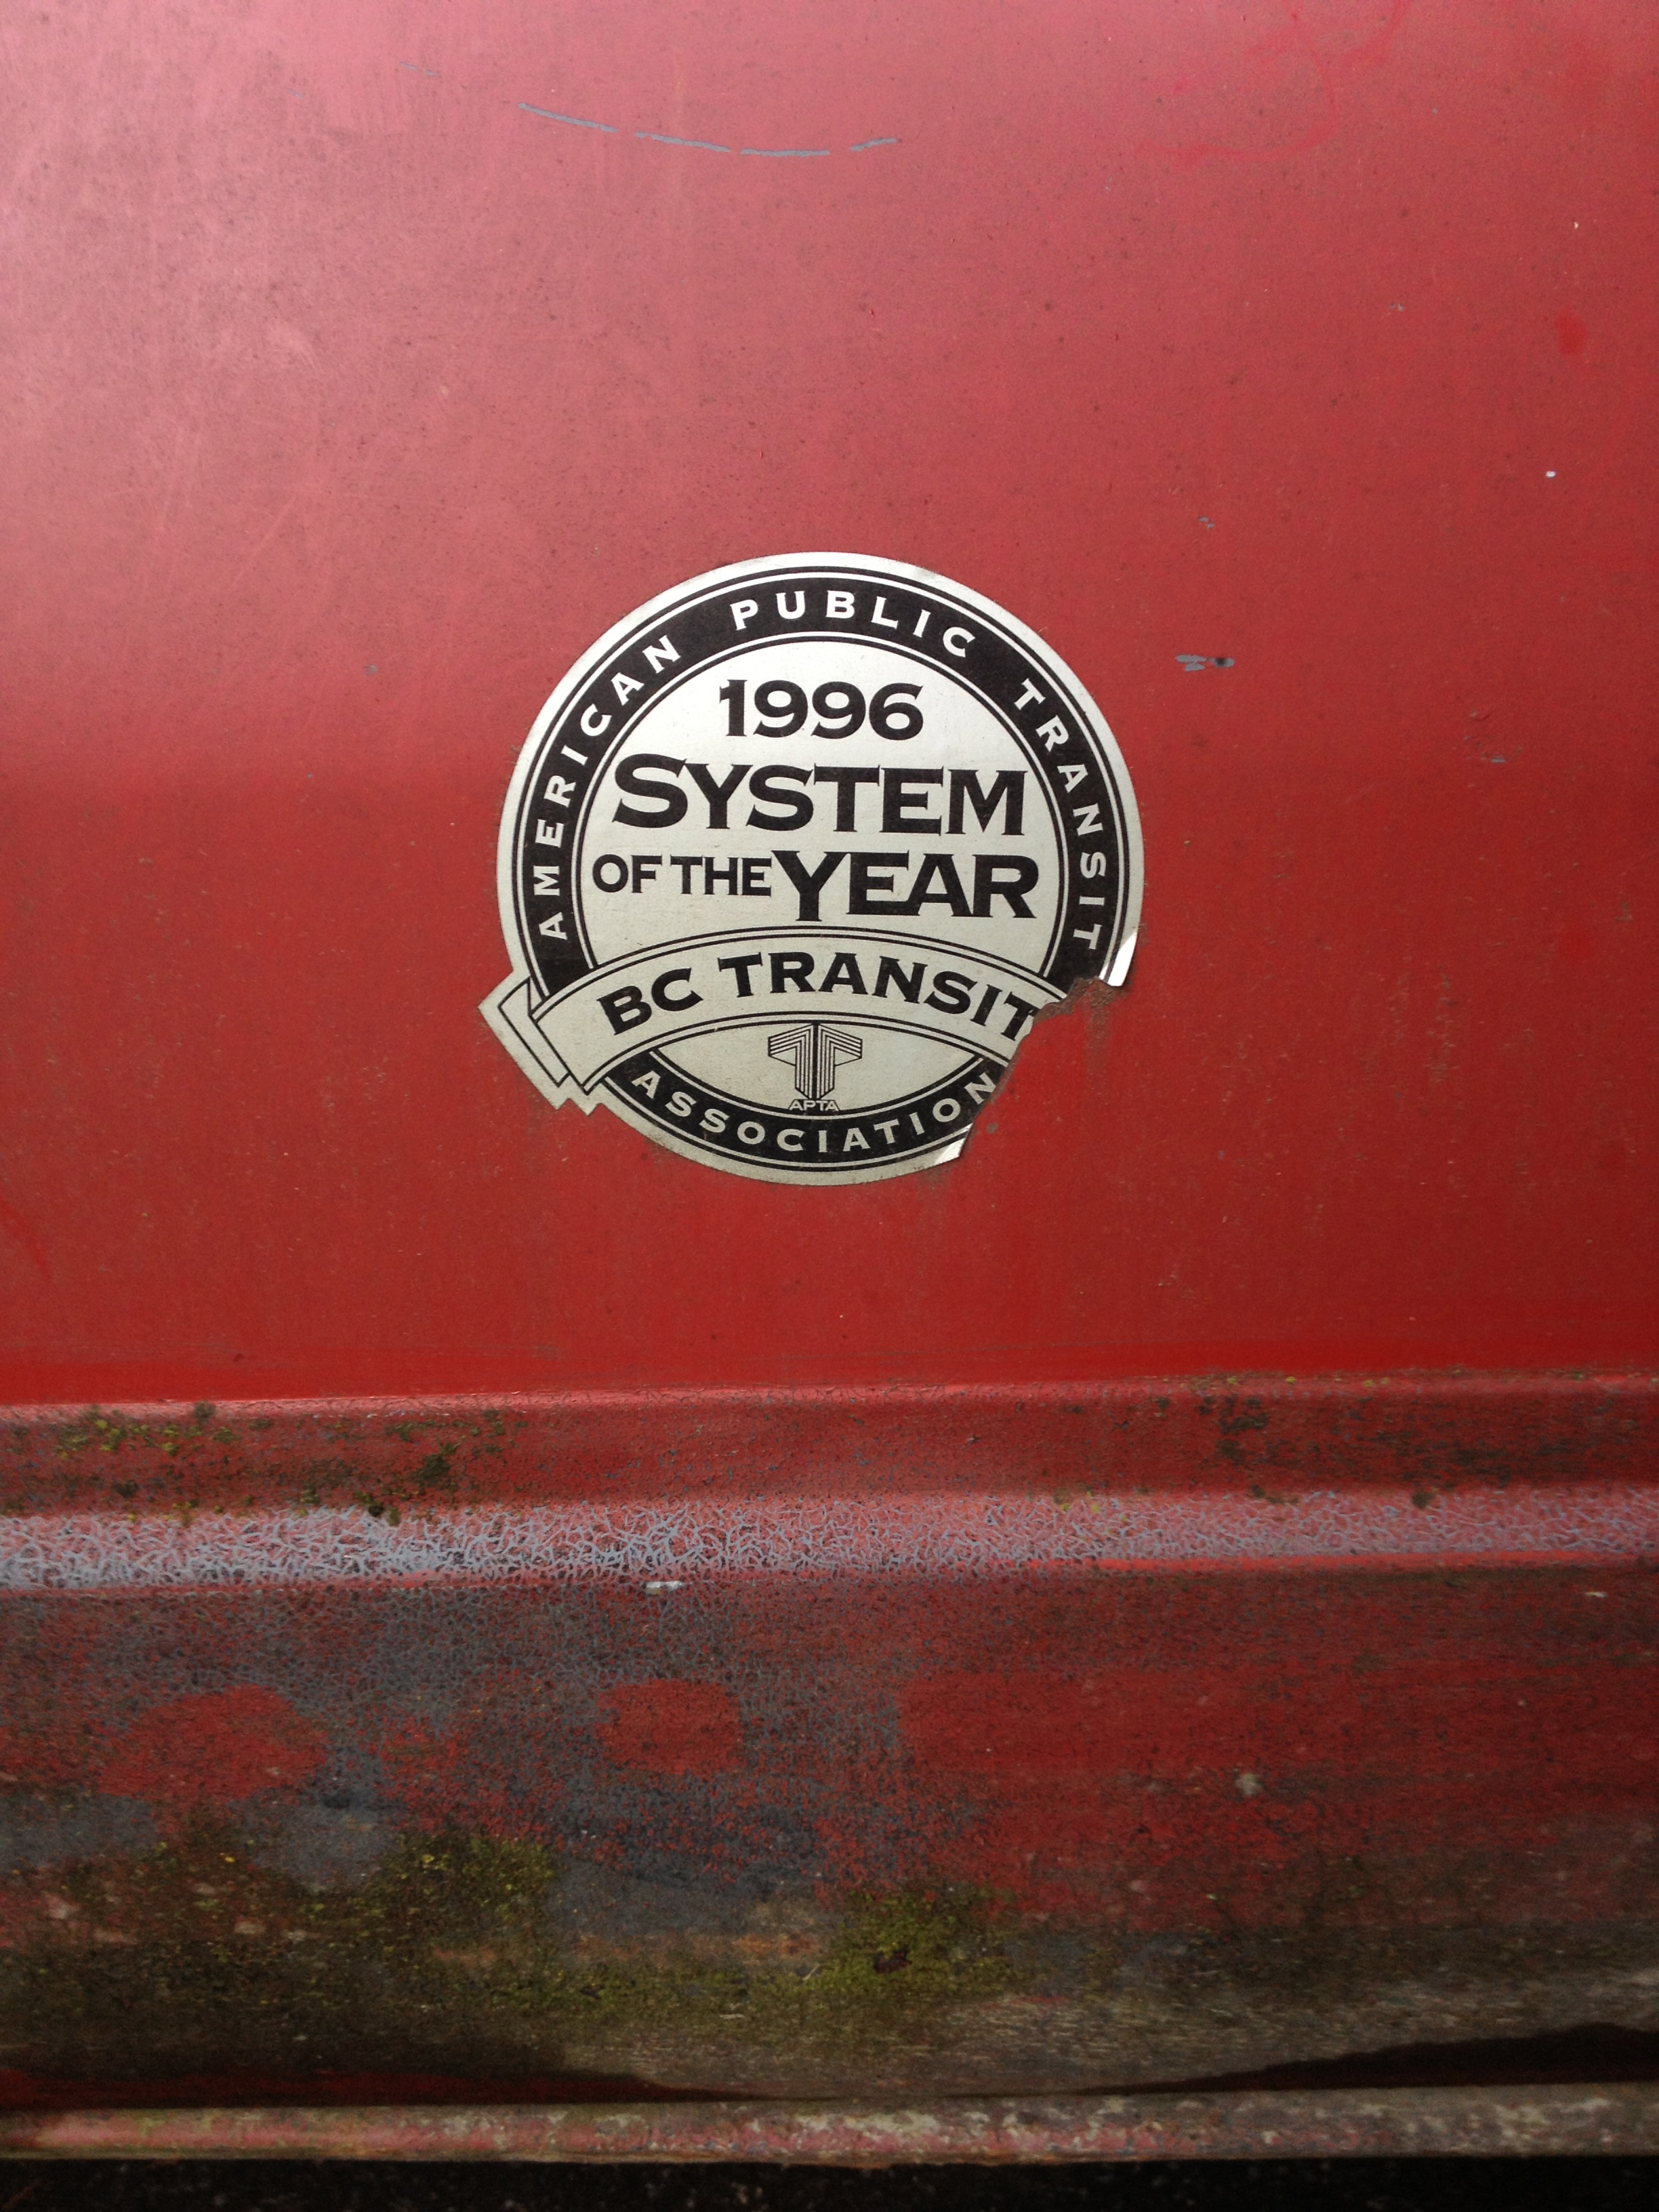 AMERICAN PUBLIC TRANSIT
1996
SYSTEM
OF THE YEAR
BC TRANSIT
APTA
ASSOCIATION